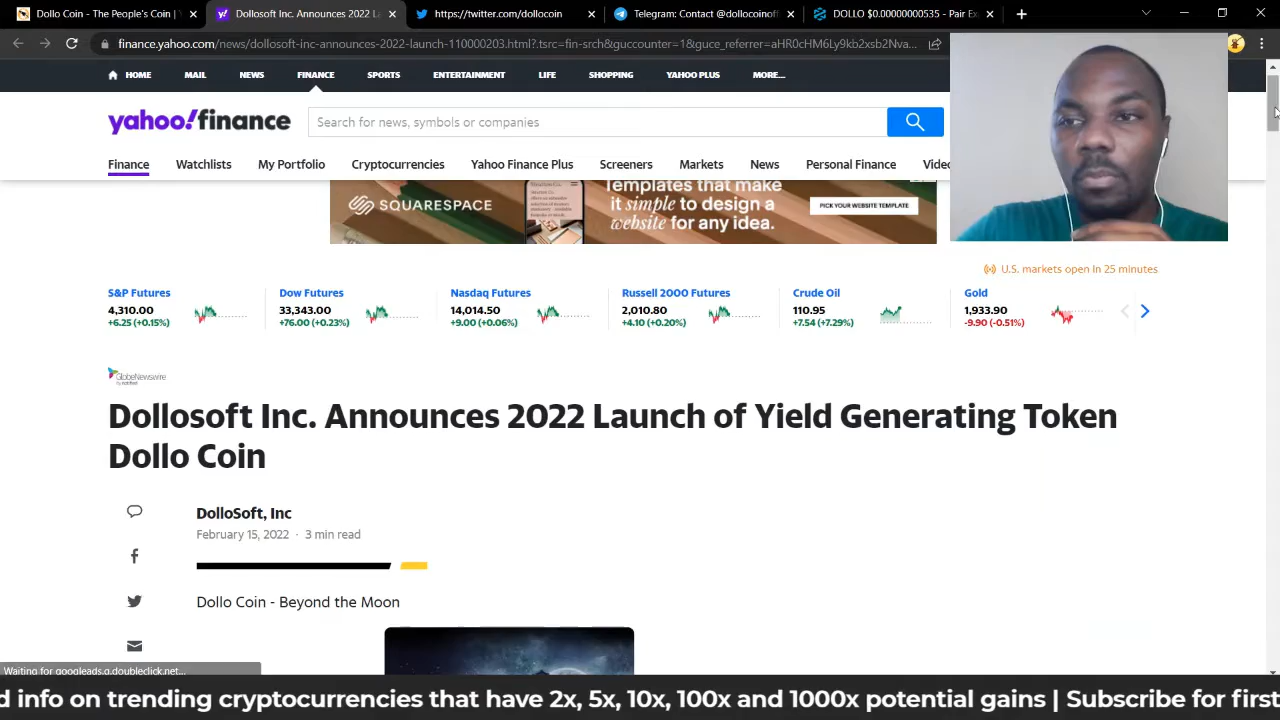 Dollo Coin - The People's Coin |
Dollosoft Inc. Announces 2022 L
https://twitter.com/dollocoin
Telegram: Contact @dollocoinoff
DOLLO $0.0000000535 - Pair Ex
finance.yahoo.com/news/dollosoft-inc-announces-2022-launch-110000203.html?.tsrc=fin-srch&guccounter=1&guce_referrer=aHR0cHM6Ly9kb2xsb2Nva...
HOME MAIL NEWS FINANCE SPORTS ENTERTAINMENT LIFE SHOPPING YAHOO PLUS MORE...
yahoo!finance
Search for news, symbols or companies
Finance Watchlists My Portfolio Cryptocurrencies Yahoo Finance Plus Screeners Markets News Personal Finance Videc
SQUARESPACE
Templates that make
it simple to design a
website for any idea.
PICK YOUR WEBSITE TEMPLATE
U.S. markets open in 25 minutes
S&P Futures
4,310.00
+6.25 (+0.15%)
Dow Futures
33,343.00
+76.00 (+0.23%)
Nasdaq Futures
14,014.50
+9.00 (+0.06%)
Russell 2000 Futures
2,010.80
+4.10 (+0.20%)
Crude Oil
110.95
+7.54 (+7.29%)
Gold
1,933.90
-9.90 (-0.51%)
GlobeNewswire
Dollosoft Inc. Announces 2022 Launch of Yield Generating Token
Dollo Coin
DolloSoft, Inc
February 15, 2022 · 3 min read
Dollo Coin - Beyond the Moon
Waiting for googleads.g.doubleclick.net...
d info on trending cryptocurrencies that have 2x, 5x, 10x, 100x and 1000x potential gains | Subscribe for first